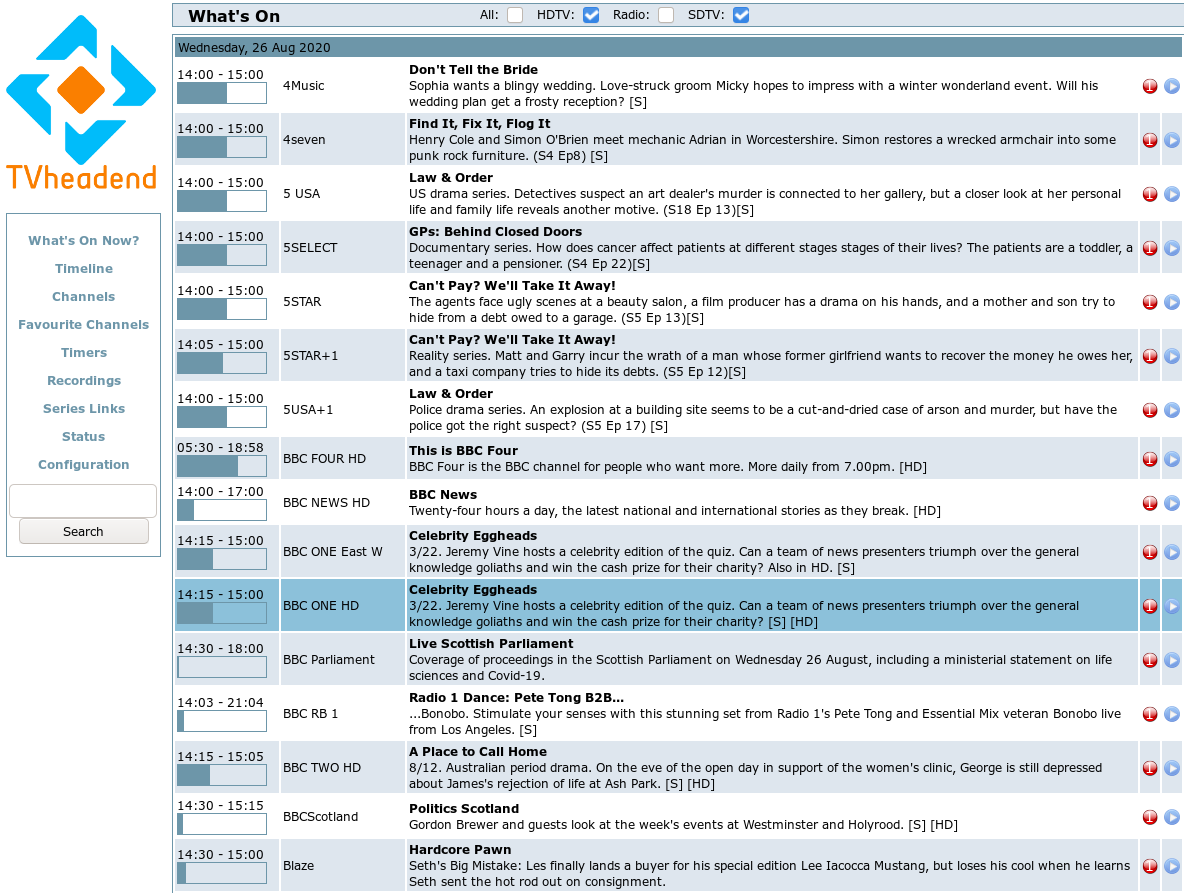 What's On
All: HDTV: Radio: SDTV:
TVheadend
What's On Now?
Timeline
Channels
Favourite Channels
Timers
Recordings
Series Links
Status
Configuration
Search
Wednesday, 26 Aug 2020
14:00 - 15:00
4Music
Don't Tell the Bride
Sophia wants a blingy wedding. Love-struck groom Micky hopes to impress with a winter wonderland event. Will his
wedding plan get a frosty reception? [S]
14:00 - 15:00
4seven
Find It, Fix It, Flog It
Henry Cole and Simon O'Brien meet mechanic Adrian in Worcestershire. Simon restores a wrecked armchair into some
punk rock furniture. (S4 Ep8) [S]
14:00 - 15:00
5 USA
Law & Order
US drama series. Detectives suspect an art dealer's murder is connected to her gallery, but a closer look at her personal
life and family life reveals another motive. (S18 Ep 13)[S]
14:00 - 15:00
5SELECT
GPs: Behind Closed Doors
Documentary series. How does cancer affect patients at different stages stages of their lives? The patients are a toddler, a
teenager and a pensioner. (S4 Ep 22)[S]
14:00 - 15:00
5STAR
Can't Pay? We'll Take It Away!
The agents face ugly scenes at a beauty salon, a film producer has a drama on his hands, and a mother and son try to
hide from a debt owed to a garage. (S5 Ep 13)[S]
14:05 - 15:00
5STAR+1
Can't Pay? We'll Take It Away!
Reality series. Matt and Garry incur the wrath of a man whose former girlfriend wants to recover the money he owes her,
and a taxi company tries to hide its debts. (S5 Ep 12)[S]
14:00 - 15:00
5USA+1
Law & Order
Police drama series. An explosion at a building site seems to be a cut-and-dried case of arson and murder, but have the
police got the right suspect? (S5 Ep 17) [S]
05:30 - 18:58
BBC FOUR HD
This is BBC Four
BBC Four is the BBC channel for people who want more. More daily from 7.00pm. [HD]
14:00 - 17:00
BBC NEWS HD
BBC News
Twenty-four hours a day, the latest national and international stories as they break. [HD]
14:15 - 15:00
BBC ONE East W
Celebrity Eggheads
3/22. Jeremy Vine hosts a celebrity edition of the quiz. Can a team of news presenters triumph over the general
knowledge goliaths and win the cash prize for their charity? Also in HD. [S]
14:15 - 15:00
BBC ONE HD
Celebrity Eggheads
3/22. Jeremy Vine hosts a celebrity edition of the quiz. Can a team of news presenters triumph over the general
knowledge goliaths and win the cash prize for their charity? [S] [HD]
14:30 - 18:00
BBC Parliament
Live Scottish Parliament
Coverage of proceedings in the Scottish Parliament on Wednesday 26 August, including a ministerial statement on life
sciences and Covid-19.
14:03 - 21:04
BBC RB 1
Radio 1 Dance: Pete Tong B2B...
...Bonobo. Stimulate your senses with this stunning set from Radio 1's Pete Tong and Essential Mix veteran Bonobo live
from Los Angeles. [S]
14:15 - 15:05
BBC TWO HD
A Place to Call Home
8/12. Australian period drama. On the eve of the open day in support of the women's clinic, George is still depressed
about James's rejection of life at Ash Park. [S] [HD]
14:30 - 15:15
BBCScotland
Politics Scotland
Gordon Brewer and guests look at the week's events at Westminster and Holyrood. [S] [HD]
14:30 - 15:00
Blaze
Hardcore Pawn
Seth's Big Mistake: Les finally lands a buyer for his special edition Lee Iacocca Mustang, but loses his cool when he learns
Seth sent the hot rod out on consignment.